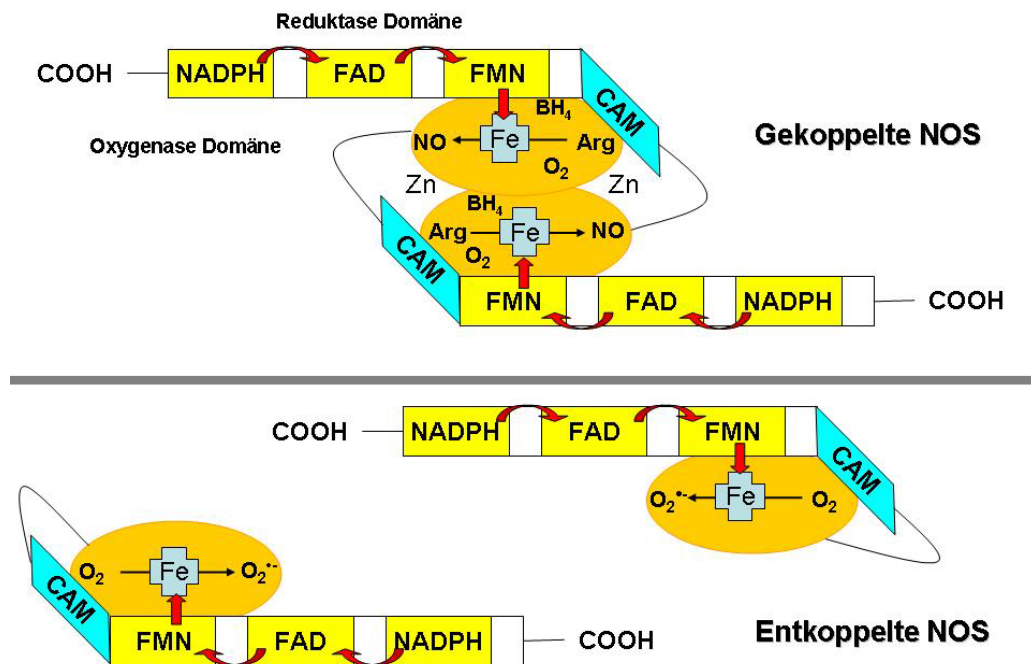 Reduktase Domäne
COOH NADPH FAD FMN CAM
Oxygenase Domäne
BH₄
NO Fe Arg
O₂
Gekoppelte NOS
Zn Zn
BH₄
Arg Fe NO
O₂
CAM
FMN FAD NADPH COOH
COOH NADPH FAD FMN
CAM
O₂•- Fe O₂
O₂ Fe O₂•-
CAM
FMN FAD NADPH COOH
Entkoppelte NOS